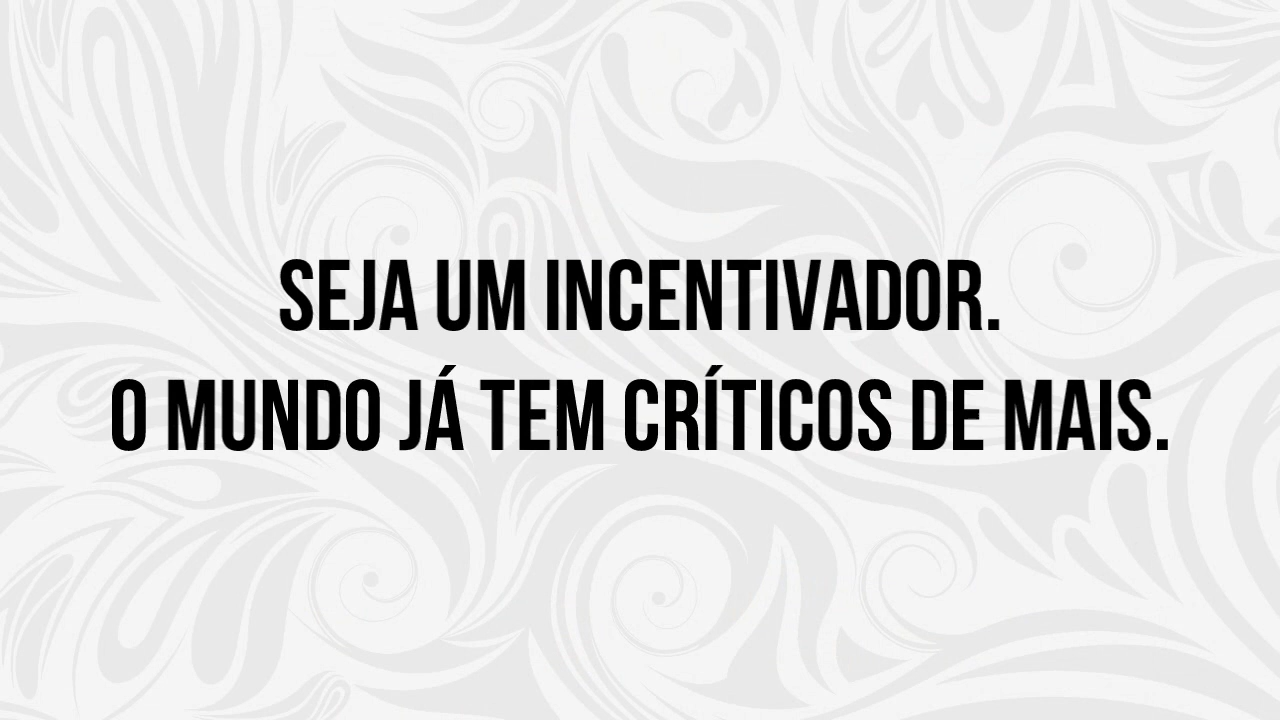 SEJA UM INCENTIVADOR.
O MUNDO JÁ TEM CRÍTICOS DE MAIS.